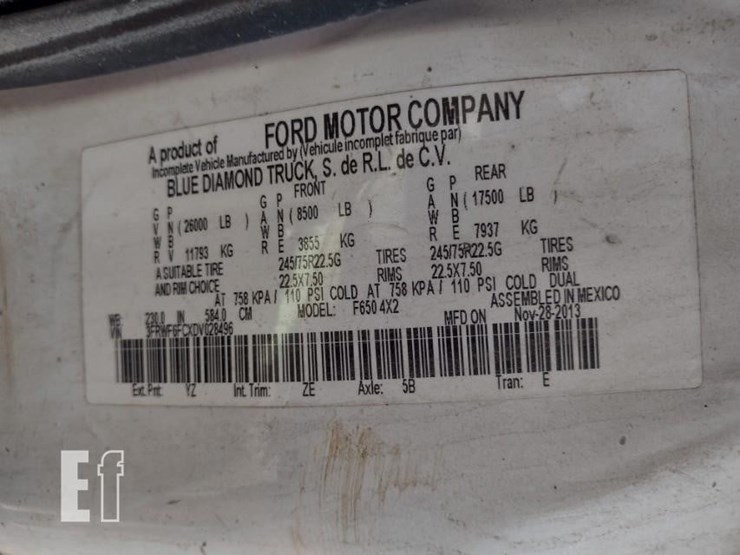 A product of FORD MOTOR COMPANY
Incomplete Vehicle Manufactured by (Vehicule incomplet fabrique par)
BLUE DIAMOND TRUCK, S. de R.L. de C.V.
FRONT REAR
G P G P G P
V N (26000 LB) A N (8500 LB) A N (17500 LB)
W B W B W B
R V 11793 KG R E 3855 KG R E 7937 KG
A SUITABLE TIRE 245/75R22.5G TIRES 245/75R22.5G TIRES
AND RIM CHOICE 22.5X7.50 RIMS 22.5X7.50 RIMS
AT 758 KPA/ 110 PSI COLD AT 758 KPA/ 110 PSI COLD DUAL
WB: 230.0 IN 584.0 CM MODEL: F650 4X2 ASSEMBLED IN MEXICO
VIN: 3FRWF6FCXDV028496 MFD ON Nov-28-2013
Ext. Pnt: YZ Int. Trim: ZE Axle: 5B Tran: E
Ef